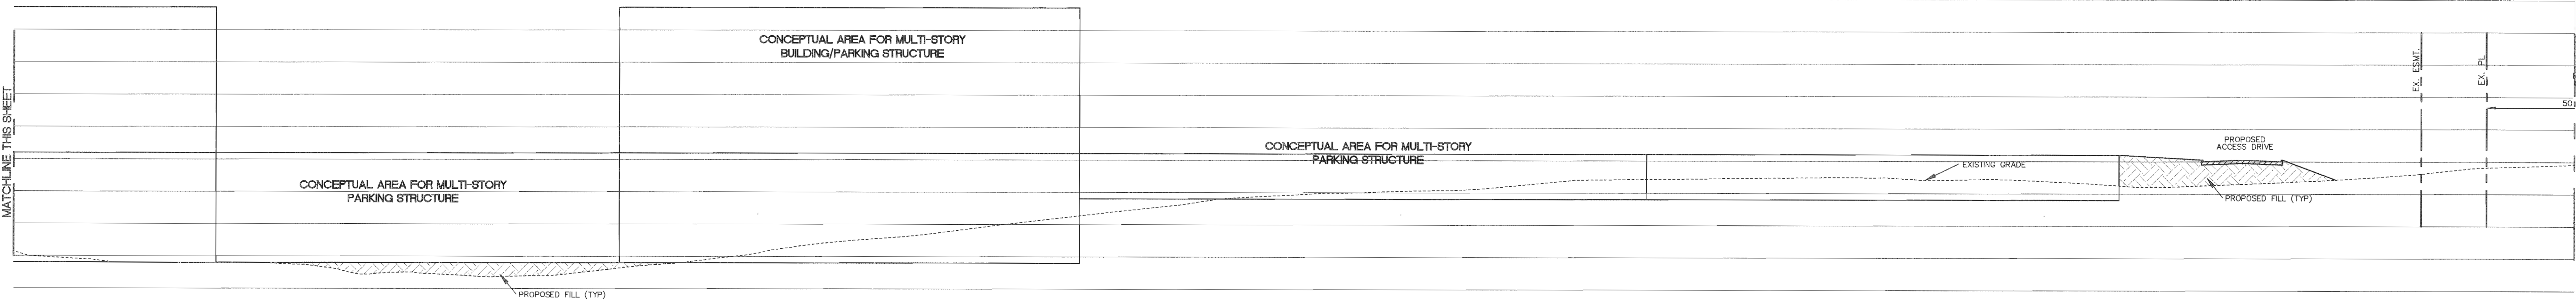 MATCHLINE THIS SHEET
CONCEPTUAL AREA FOR MULTI-STORY
PARKING STRUCTURE
PROPOSED FILL (TYP)
CONCEPTUAL AREA FOR MULTI-STORY
BUILDING/PARKING STRUCTURE
CONCEPTUAL AREA FOR MULTI-STORY
PARKING STRUCTURE
EXISTING GRADE
PROPOSED
ACCESS DRIVE
PROPOSED FILL (TYP)
EX. ESMT.
EX. PL
50